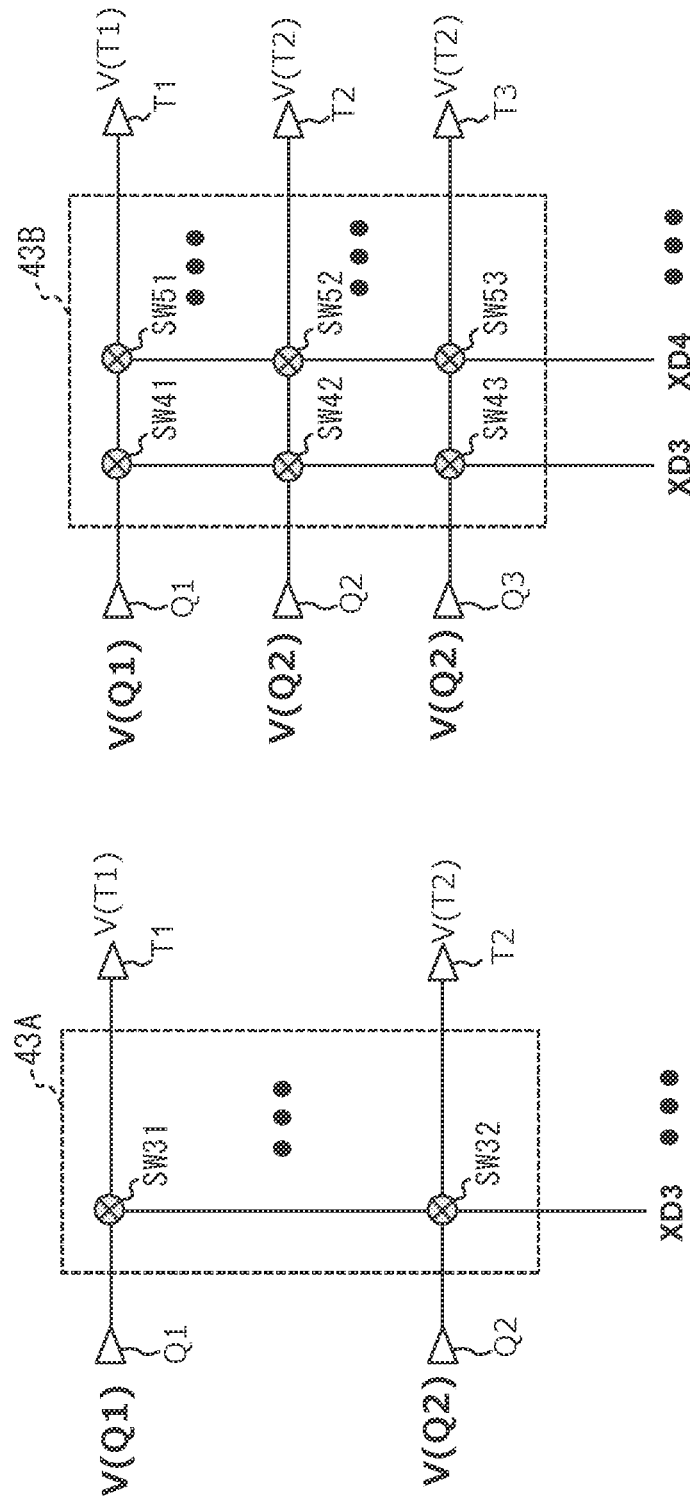 43A
V(Q1)
Q1
SW31
V(T1)
T1
V(Q2)
Q2
SW32
V(T2)
T2
XD3
43B
V(Q1)
Q1
SW41
SW51
V(T1)
T1
V(Q2)
Q2
SW42
SW52
V(T2)
T2
V(Q2)
Q3
SW43
SW53
V(T2)
T3
XD3
XD4